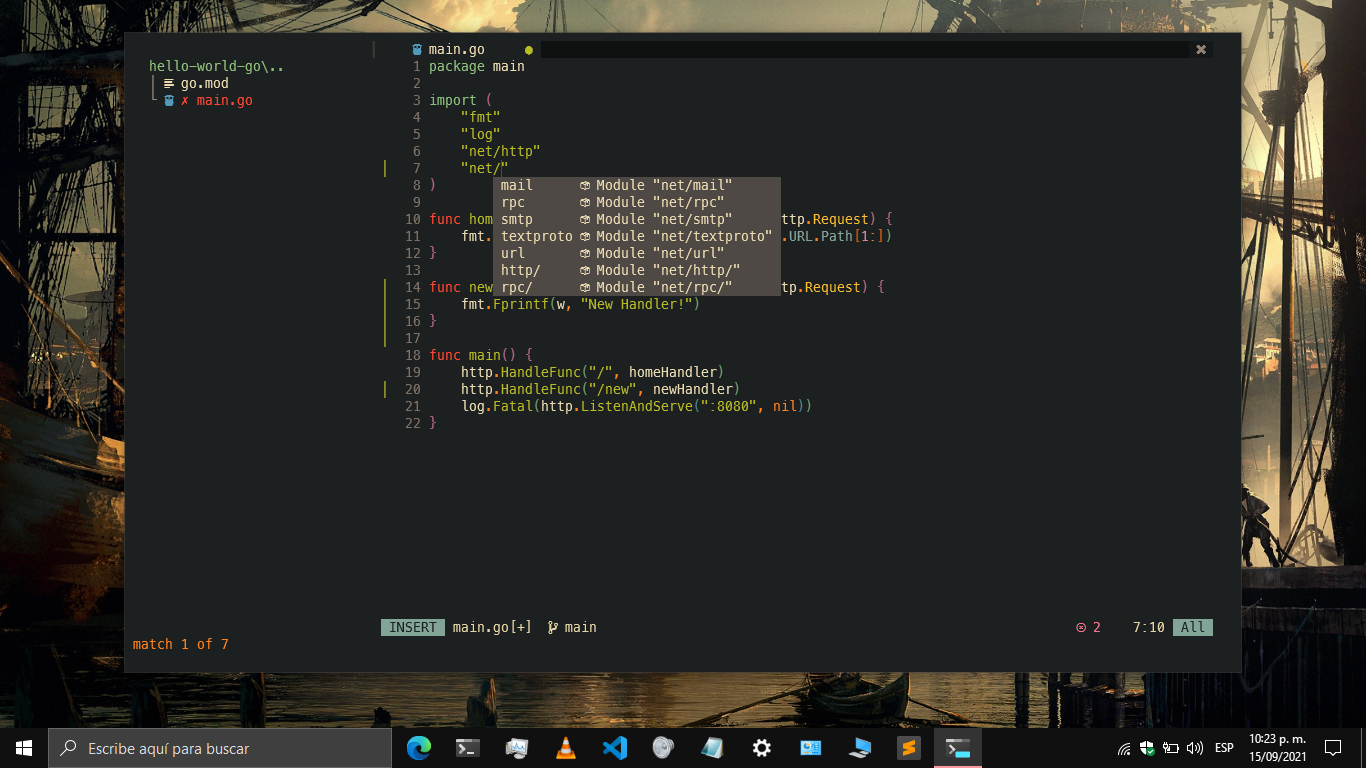 main.go
hello-world-go\..
go.mod
✗ main.go
1 package main
2
3 import (
4 "fmt"
5 "log"
6 "net/http"
7 "net/"
8 )
mail Module "net/mail"
9 rpc Module "net/rpc"
10 func hom smtp Module "net/smtp" ttp.Request) {
11 fmt. textproto Module "net/textproto" .URL.Path[1:])
12 } url Module "net/url"
13 http/ Module "net/http/"
14 func new rpc/ Module "net/rpc/" tp.Request) {
15 fmt.Fprintf(w, "New Handler!")
16 }
17
18 func main() {
19 http.HandleFunc("/", homeHandler)
20 http.HandleFunc("/new", newHandler)
21 log.Fatal(http.ListenAndServe(":8080", nil))
22 }
INSERT main.go[+] main 2 7:10 All
match 1 of 7
Escribe aquí para buscar
ESP
10:23 p. m.
15/09/2021